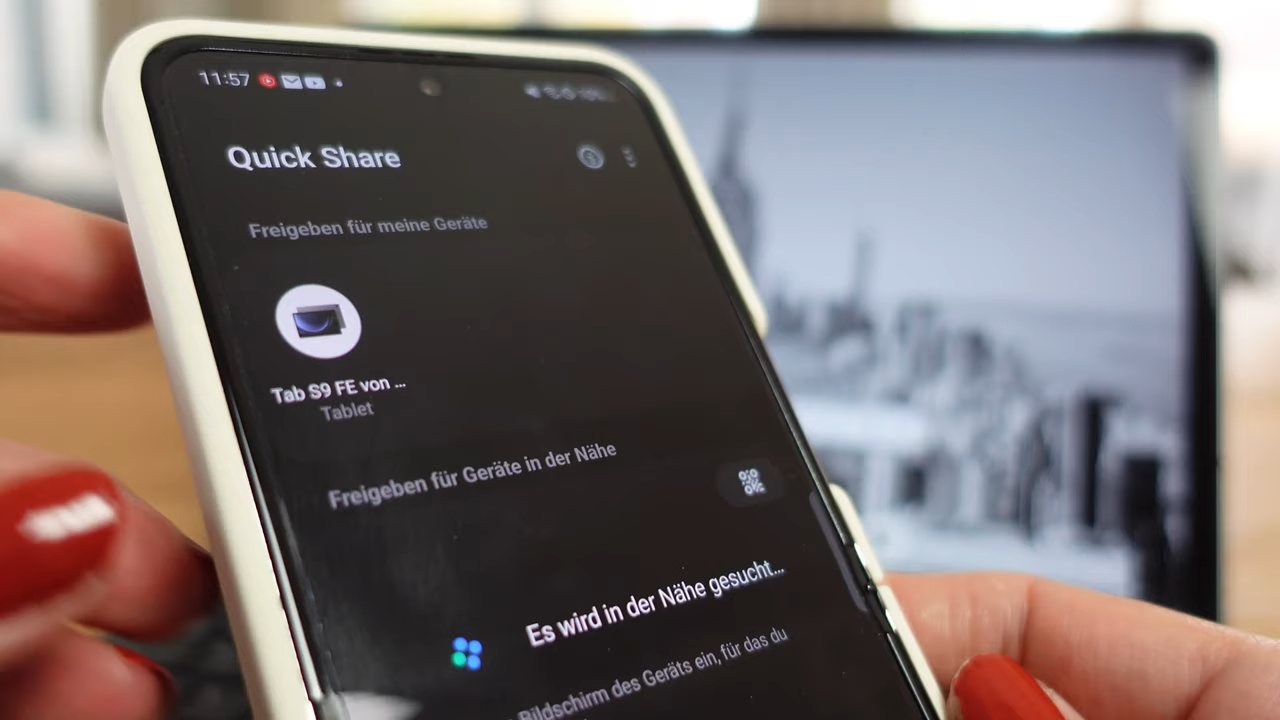 11:57
Quick Share
Freigeben für meine Geräte
Tab S9 FE von ...
Tablet
Freigeben für Geräte in der Nähe
Es wird in der Nähe gesucht...
Bildschirm des Geräts ein, für das du